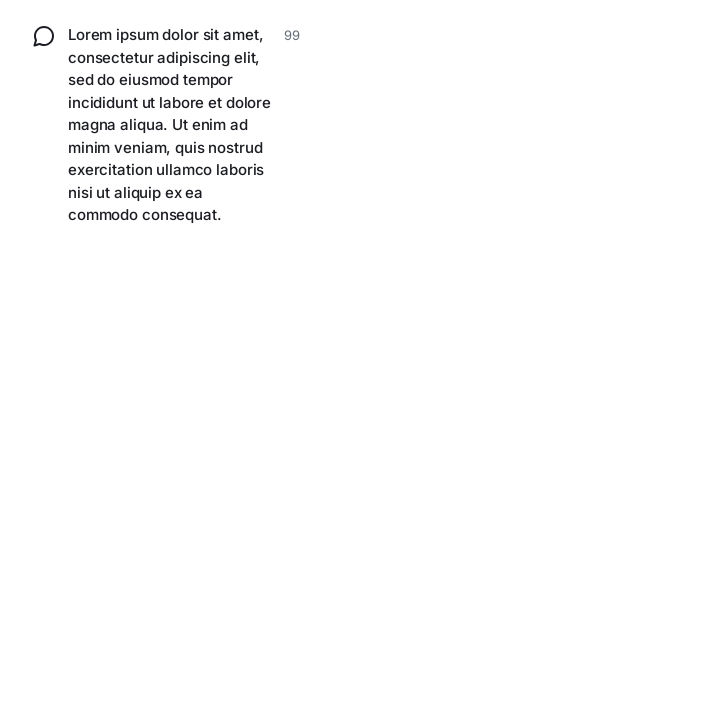 Lorem ipsum dolor sit amet, 99
consectetur adipiscing elit,
sed do eiusmod tempor
incididunt ut labore et dolore
magna aliqua. Ut enim ad
minim veniam, quis nostrud
exercitation ullamco laboris
nisi ut aliquip ex ea
commodo consequat.